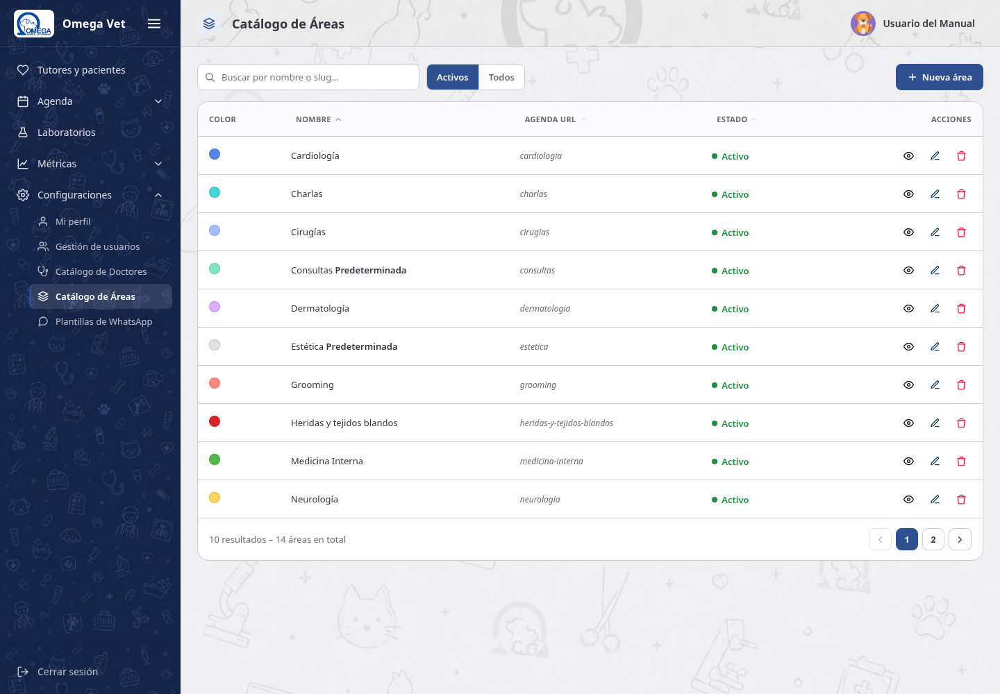 OMEGA
Omega Vet
Catálogo de Áreas
Usuario del Manual
Tutores y pacientes
Agenda
Laboratorios
Métricas
Configuraciones
Mi perfil
Gestión de usuarios
Catálogo de Doctores
Catálogo de Áreas
Plantillas de WhatsApp
Cerrar sesión
Buscar por nombre o slug...
Activos
Todos
Nueva área
COLOR NOMBRE AGENDA URL ESTADO ACCIONES
Cardiología cardiologia Activo
Charlas charlas Activo
Cirugías cirugias Activo
Consultas Predeterminada consultas Activo
Dermatología dermatologia Activo
Estética Predeterminada estetica Activo
Grooming grooming Activo
Heridas y tejidos blandos heridas-y-tejidos-blandos Activo
Medicina Interna medicina-interna Activo
Neurología neurologia Activo
10 resultados – 14 áreas en total
1 2